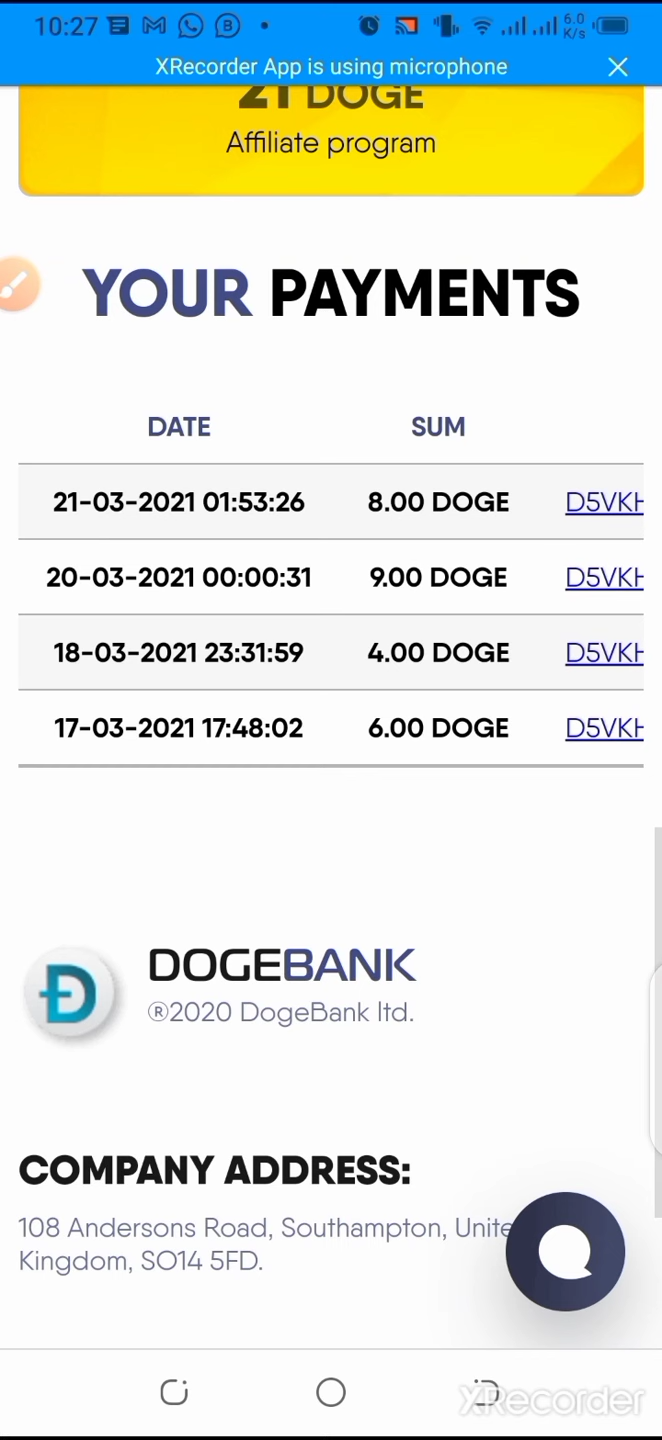 10:27 6.0 K/s
XRecorder App is using microphone
21 DOGE
Affiliate program
YOUR PAYMENTS
DATE SUM
21-03-2021 01:53:26 8.00 DOGE D5VKH
20-03-2021 00:00:31 9.00 DOGE D5VKH
18-03-2021 23:31:59 4.00 DOGE D5VKH
17-03-2021 17:48:02 6.00 DOGE D5VKH
DOGEBANK
®2020 DogeBank ltd.
COMPANY ADDRESS:
108 Andersons Road, Southampton, Unite
Kingdom, SO14 5FD.
XRecorder